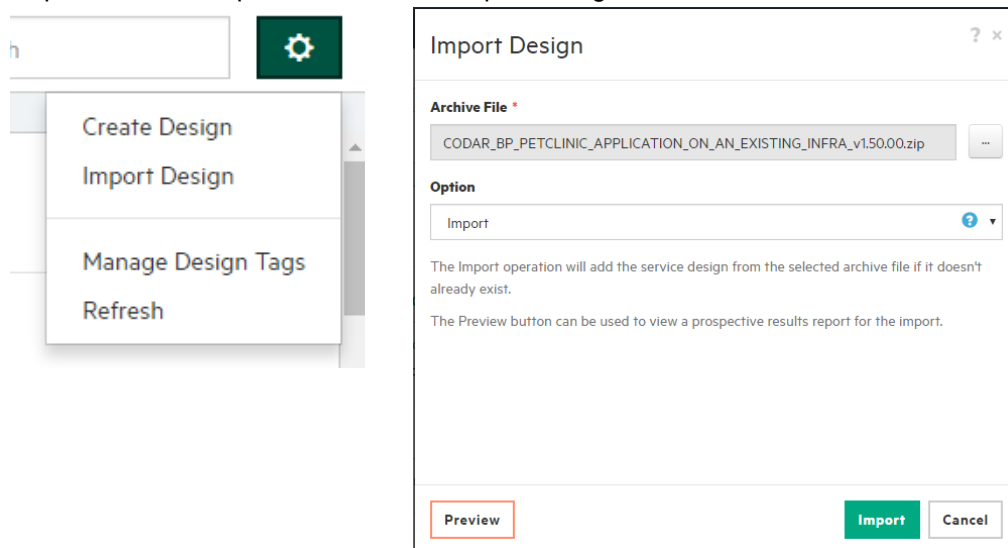 h
Create Design
Import Design
Manage Design Tags
Refresh
Import Design
? ×
Archive File *
CODAR_BP_PETCLINIC_APPLICATION_ON_AN_EXISTING_INFRA_v1.50.00.zip
...
Option
Import
?
The Import operation will add the service design from the selected archive file if it doesn't
already exist.
The Preview button can be used to view a prospective results report for the import.
Preview
Import
Cancel